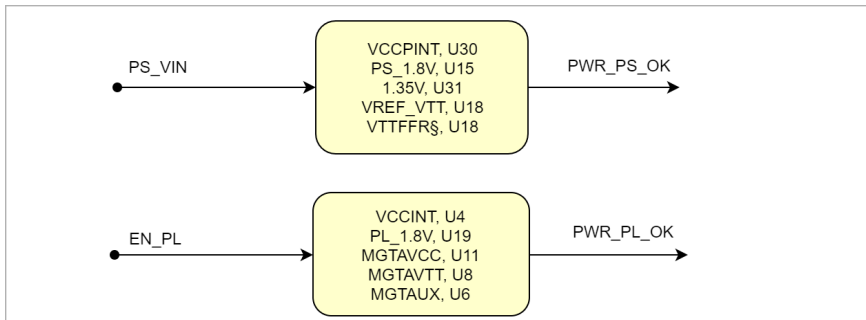 PS_VIN
VCCPINT, U30
PS_1.8V, U15
1.35V, U31
VREF_VTT, U18
VTTFFR§, U18
PWR_PS_OK
EN_PL
VCCINT, U4
PL_1.8V, U19
MGTAVCC, U11
MGTAVTT, U8
MGTAUX, U6
PWR_PL_OK